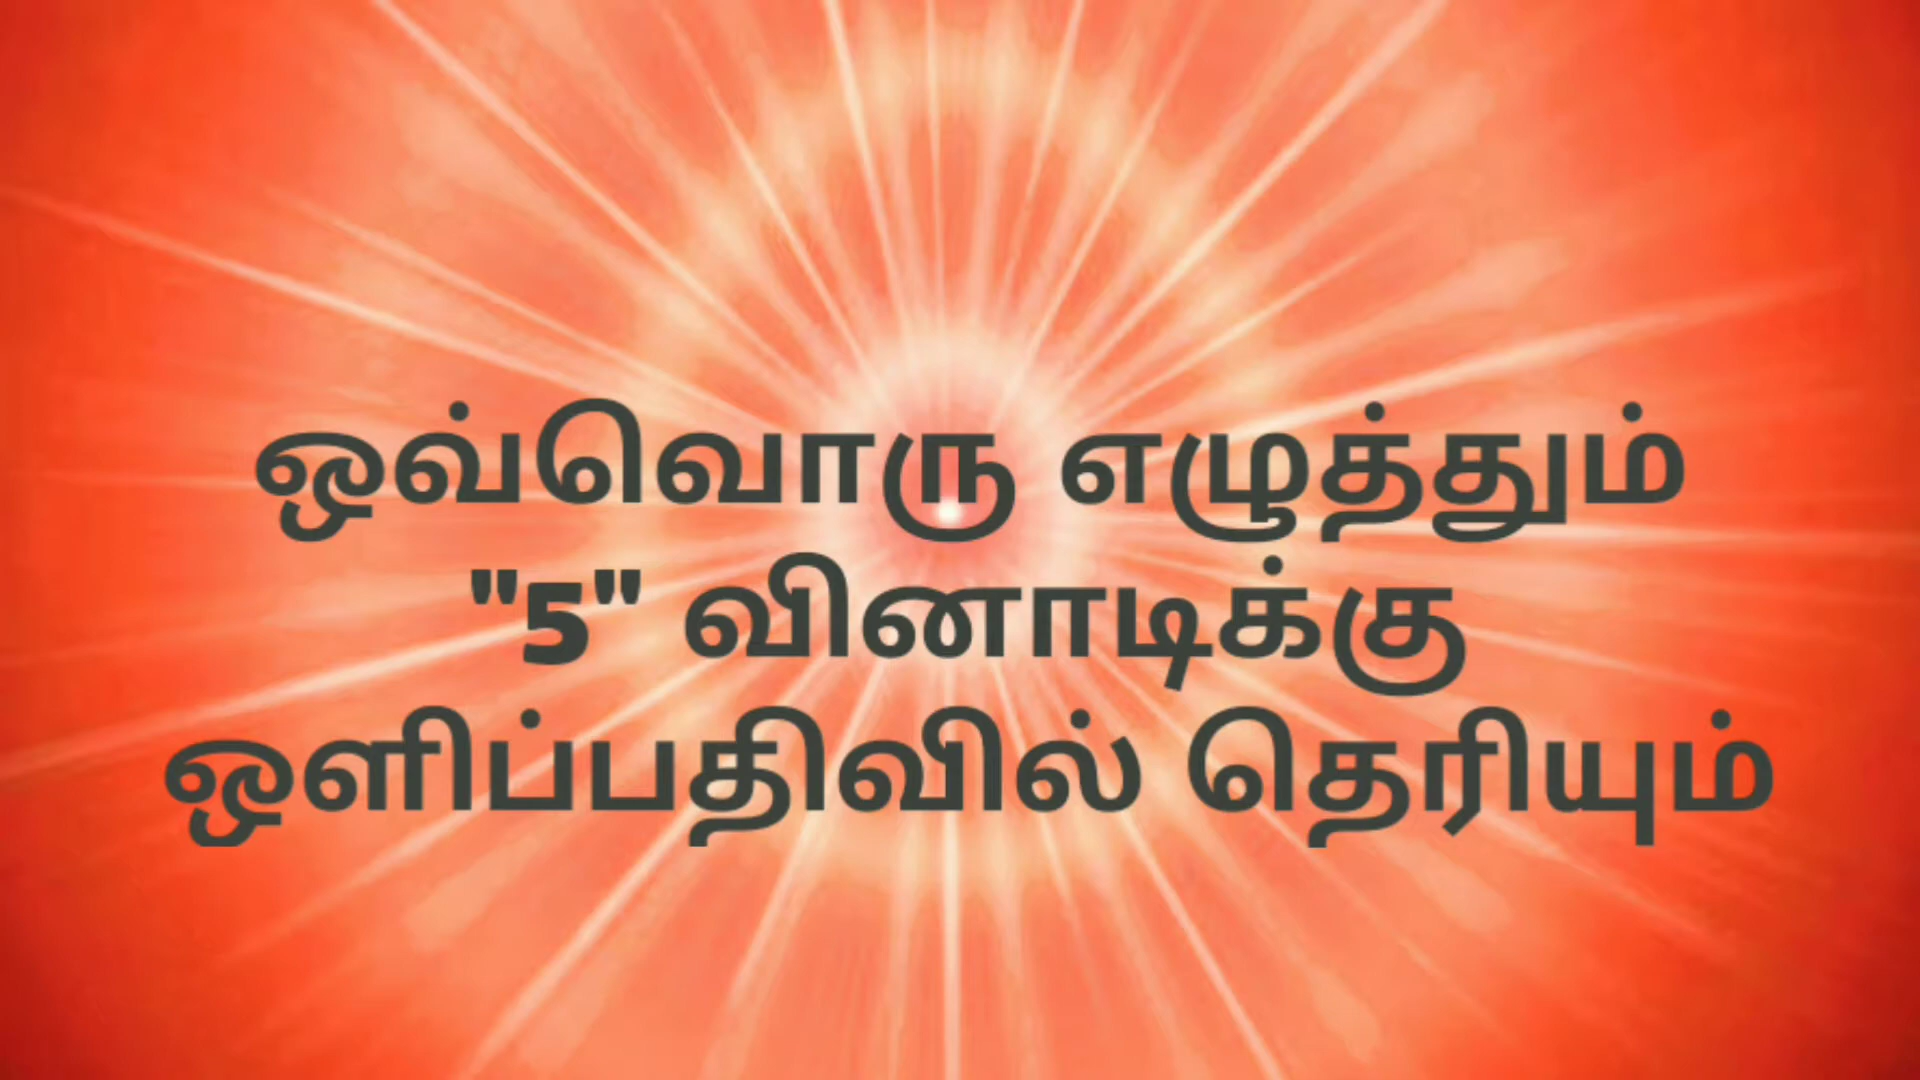 ஒவ்வொரு எழுத்தும்
"5" வினாடிக்கு
ஒளிப்பதிவில் தெரியும்